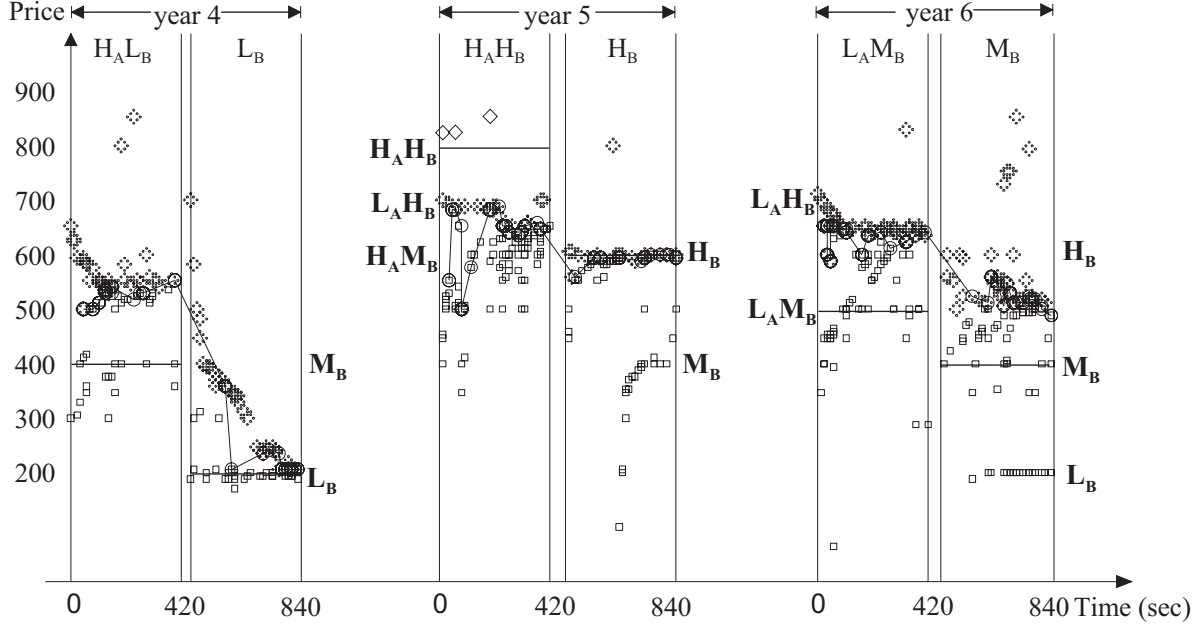 Price year 4 year 5 year 6
HALB LB HAHB HB LAMB MB
900
800 HAHB
700 LAHB LAHB
600 HAMB HB HB
500 LAMB
400 MB MB MB
300
200 LB LB
0 420 840 0 420 840 0 420 840 Time (sec)